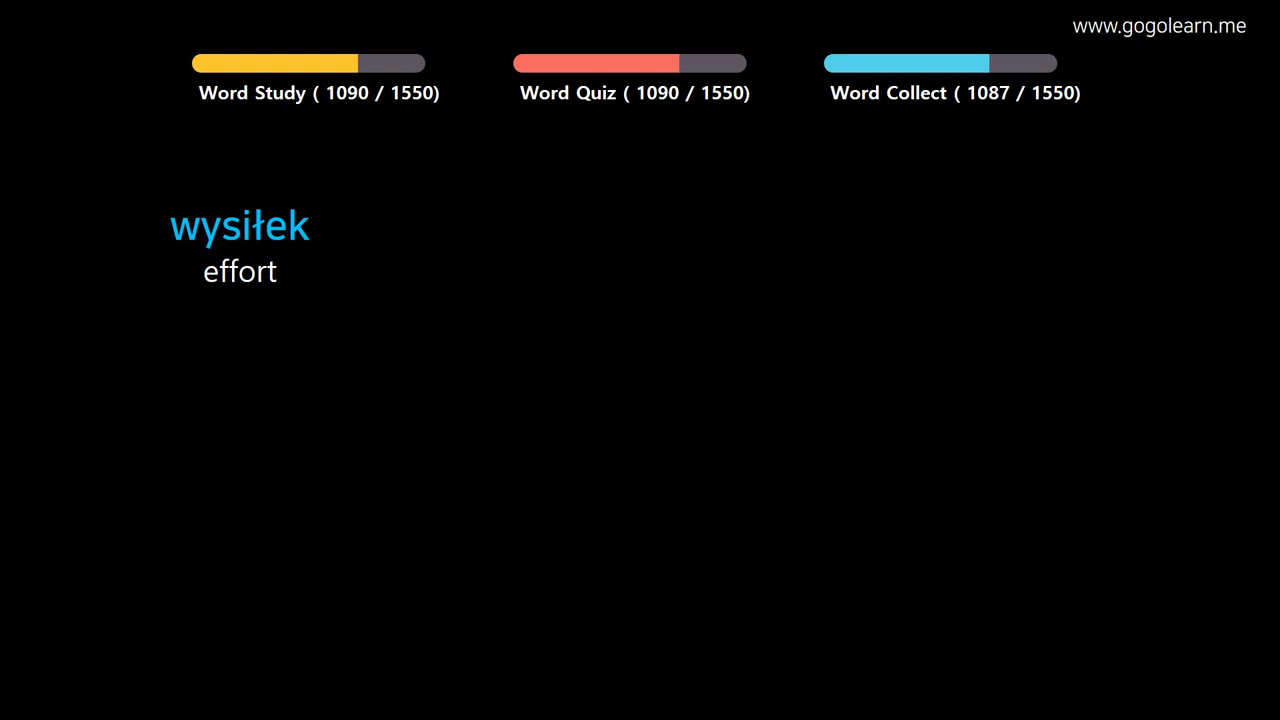 www.gogolearn.me
Word Study ( 1090 / 1550)
Word Quiz ( 1090 / 1550)
Word Collect ( 1087 / 1550)
wysiłek
effort